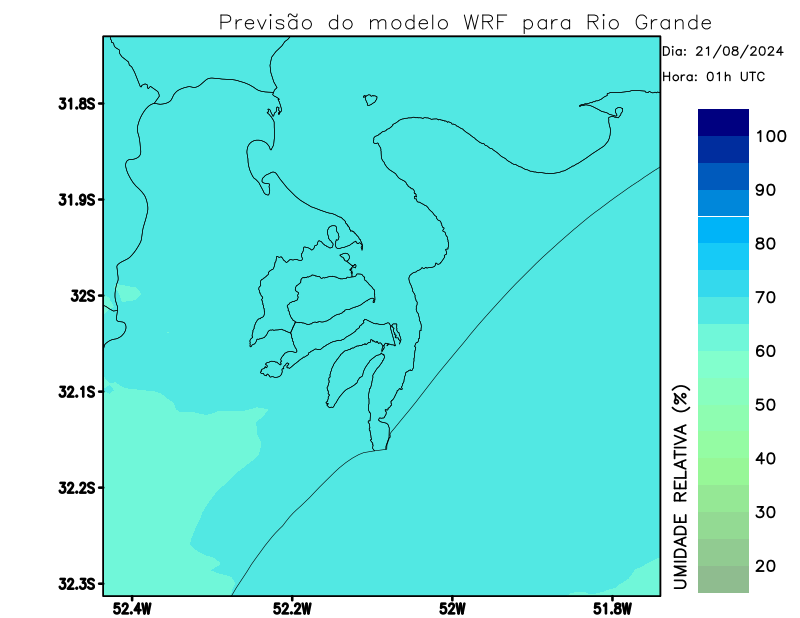 Previsão do modelo WRF para Rio Grande
Dia: 21/08/2024
Hora: 01h UTC
31.8S
31.9S
32S
32.1S
32.2S
32.3S
52.4W
52.2W
52W
51.8W
UMIDADE RELATIVA (%)
100
90
80
70
60
50
40
30
20